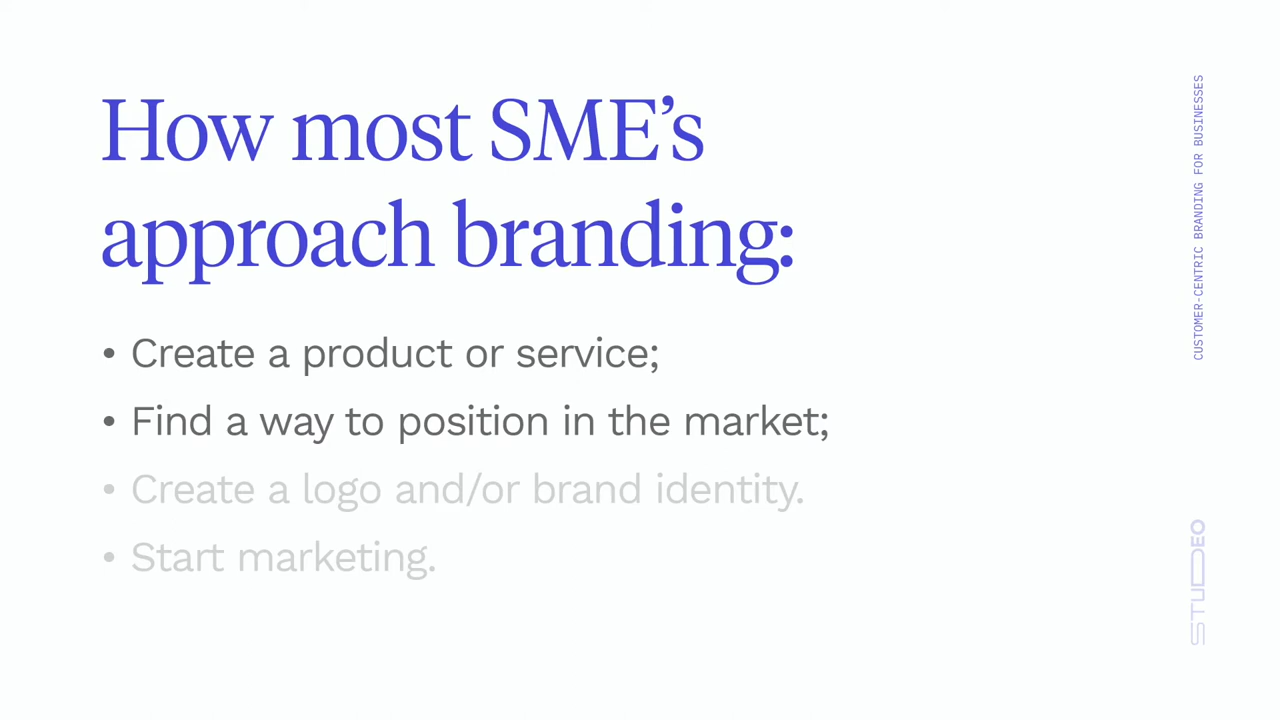 How most SME’s
approach branding:
• Create a product or service;
• Find a way to position in the market;
• Create a logo and/or brand identity.
• Start marketing.
CUSTOMER-CENTRIC BRANDING FOR BUSINESSES
STUDEO